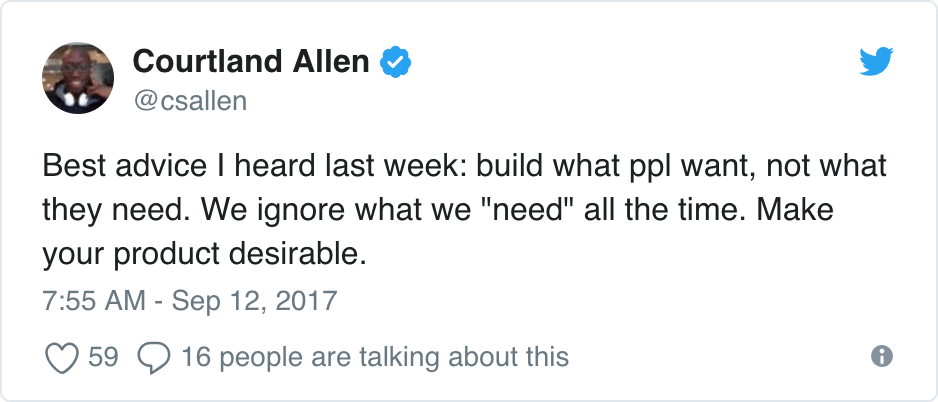 Courtland Allen
@csallen
Best advice I heard last week: build what ppl want, not what
they need. We ignore what we "need" all the time. Make
your product desirable.
7:55 AM - Sep 12, 2017
59 16 people are talking about this